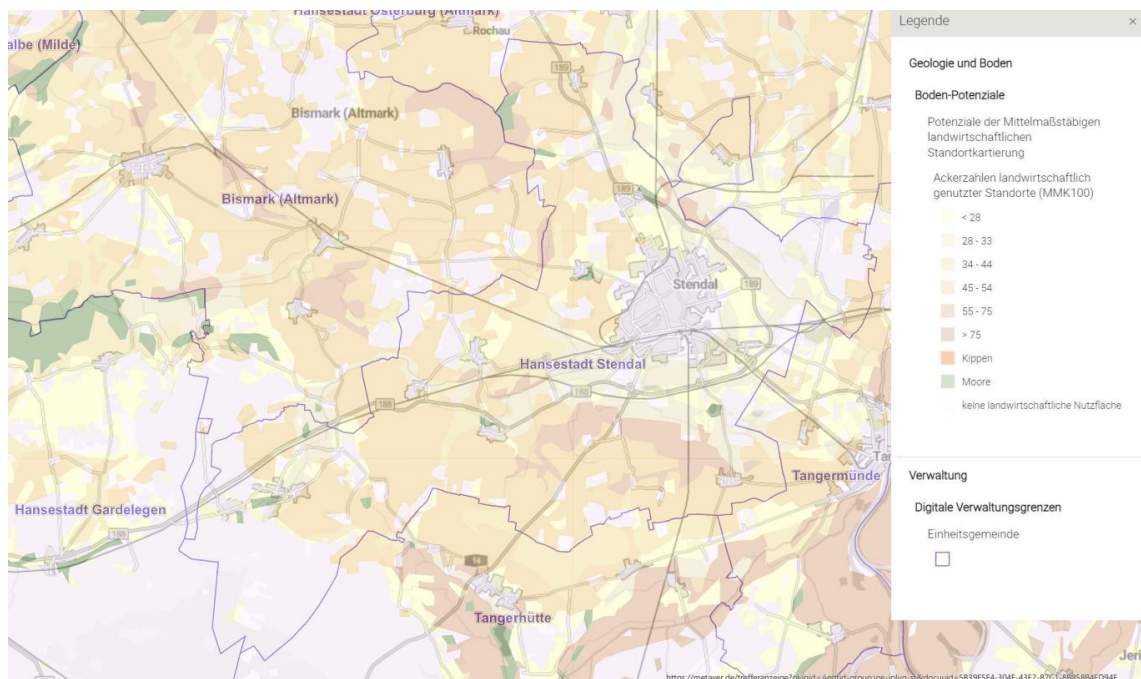 Hansestadt Osterburg (Altmark)
Rochau
albe (Milde)
189
Bismark (Altmark)
Bismark (Altmark)
189
Stendal
189
Hansestadt Stendal
188
188
Tangermünde
Ta
Hansestadt Gardelegen
188
14
Tangerhütte
Jeri
Legende ×
Geologie und Boden
Boden-Potenziale
Potenziale der Mittelmaßstäbigen
landwirtschaftlichen
Standortkartierung
Ackerzahlen landwirtschaftlich
genutzter Standorte (MMK100)
< 28
28 - 33
34 - 44
45 - 54
55 - 75
> 75
Kippen
Moore
keine landwirtschaftliche Nutzfläche
Verwaltung
Digitale Verwaltungsgrenzen
Einheitsgemeinde